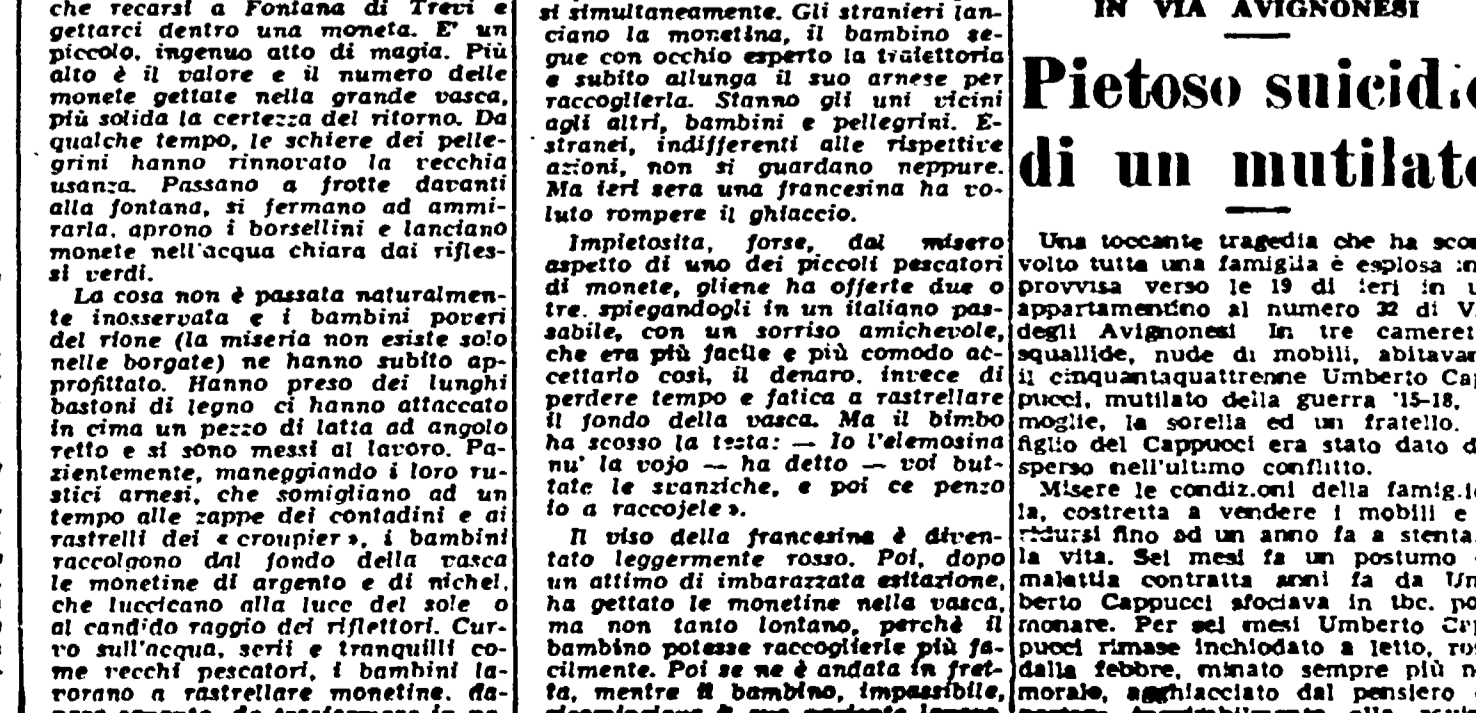 che recarsi a Fontana di Trevi e
gettarci dentro una moneta. E' un
piccolo, ingenuo atto di magia. Più
alto è il valore e il numero delle
monete gettate nella grande vasca,
più solida la certezza del ritorno. Da
qualche tempo, le schiere dei pelle-
grini hanno rinnovato la vecchia
usanza. Passano a frotte davanti
alla fontana, si fermano ad ammi-
rarla, aprono i borsellini e lanciano
monete nell'acqua chiara dai rifles-
si verdi.
La cosa non è passata naturalmen-
te inosservata e i bambini poveri
del rione (la miseria non esiste solo
nelle borgate) ne hanno subito ap-
profittato. Hanno preso dei lunghi
bastoni di legno ci hanno attaccato
in cima un pezzo di latta ad angolo
retto e si sono messi al lavoro. Pa-
zientemente, maneggiando i loro ru-
stici arnesi, che somigliano ad un
tempo alle zappe dei contadini e ai
rastrelli dei « croupier », i bambini
raccolgono dal fondo della vasca
le monetine di argento e di nichel,
che luccicano alla luce del sole o
al candido raggio dei riflettori. Cur-
vo sull'acqua, serii e tranquilli co-
me vecchi pescatori, i bambini la-
vorano a rastrellare monetine. da-
si simultaneamente. Gli stranieri lan-
ciano la monetina, il bambino se-
gue con occhio esperto la traiettoria
e subito allunga il suo arnese per
raccoglierla. Stanno gli uni vicini
agli altri, bambini e pellegrini. E-
stranei, indifferenti alle rispettive
azioni, non si guardano neppure.
Ma ieri sera una francesina ha vo-
luto rompere il ghiaccio.
Impietosita, forse, dal misero
aspetto di uno dei piccoli pescatori
di monete, gliene ha offerte due o
tre. spiegandogli in un italiano pas-
sabile, con un sorriso amichevole,
che era più facile e più comodo ac-
cettarlo così, il denaro. invece di
perdere tempo e fatica a rastrellare
il fondo della vasca. Ma il bimbo
ha scosso la testa: — Io l'elemosina
nu' la vojo — ha detto — voi but-
tate le svanziche, e poi ce penzo
io a raccojele ».
Il viso della francesina è diven-
tato leggermente rosso. Poi, dopo
un attimo di imbarazzata esitazione,
ha gettato le monetine nella vasca,
ma non tanto lontano, perchè il
bambino potesse raccoglierle più fa-
cilmente. Poi se ne è andata in fret-
ta, mentre il bambino, impassibile,
IN VIA AVIGNONESI
Pietoso suicidio
di un mutilato
Una toccante tragedia che ha scon
volto tutta una famiglia è esplosa im
provvisa verso le 19 di ieri in u
appartamentino al numero 32 di V
degli Avignonesi In tre cameret
squallide, nude di mobili, abitavan
il cinquantaquattrenne Umberto Cap
pucci, mutilato della guerra '15-18,
moglie, la sorella ed un fratello.
figlio del Cappucci era stato dato d
sperso nell'ultimo conflitto.
Misere le condizioni della famiglie
la, costretta a vendere i mobili e
ridursi fino ad un anno fa a stenta
la vita. Sei mesi fa un postumo
malattia contratta anni fa da Um
berto Cappucci sfociava in tbc. po
monare. Per sei mesi Umberto Cap
pucci rimase inchiodato a letto, ro
dalla febbre, minato sempre più n
morale, agghiacciato dal pensiero